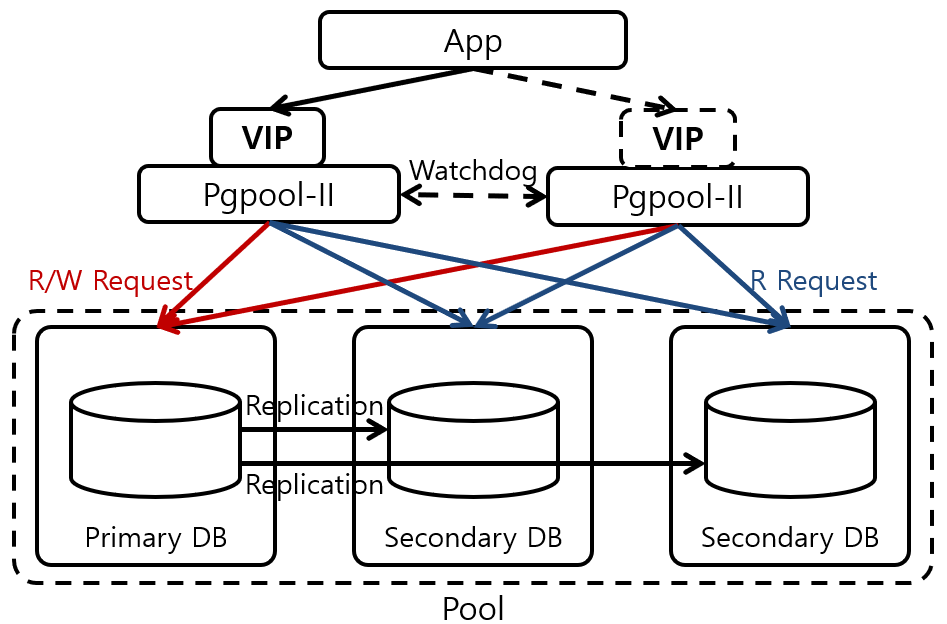 App
VIP
VIP
Watchdog
Pgpool-II
Pgpool-II
R/W Request
R Request
Replication
Replication
Primary DB
Secondary DB
Secondary DB
Pool